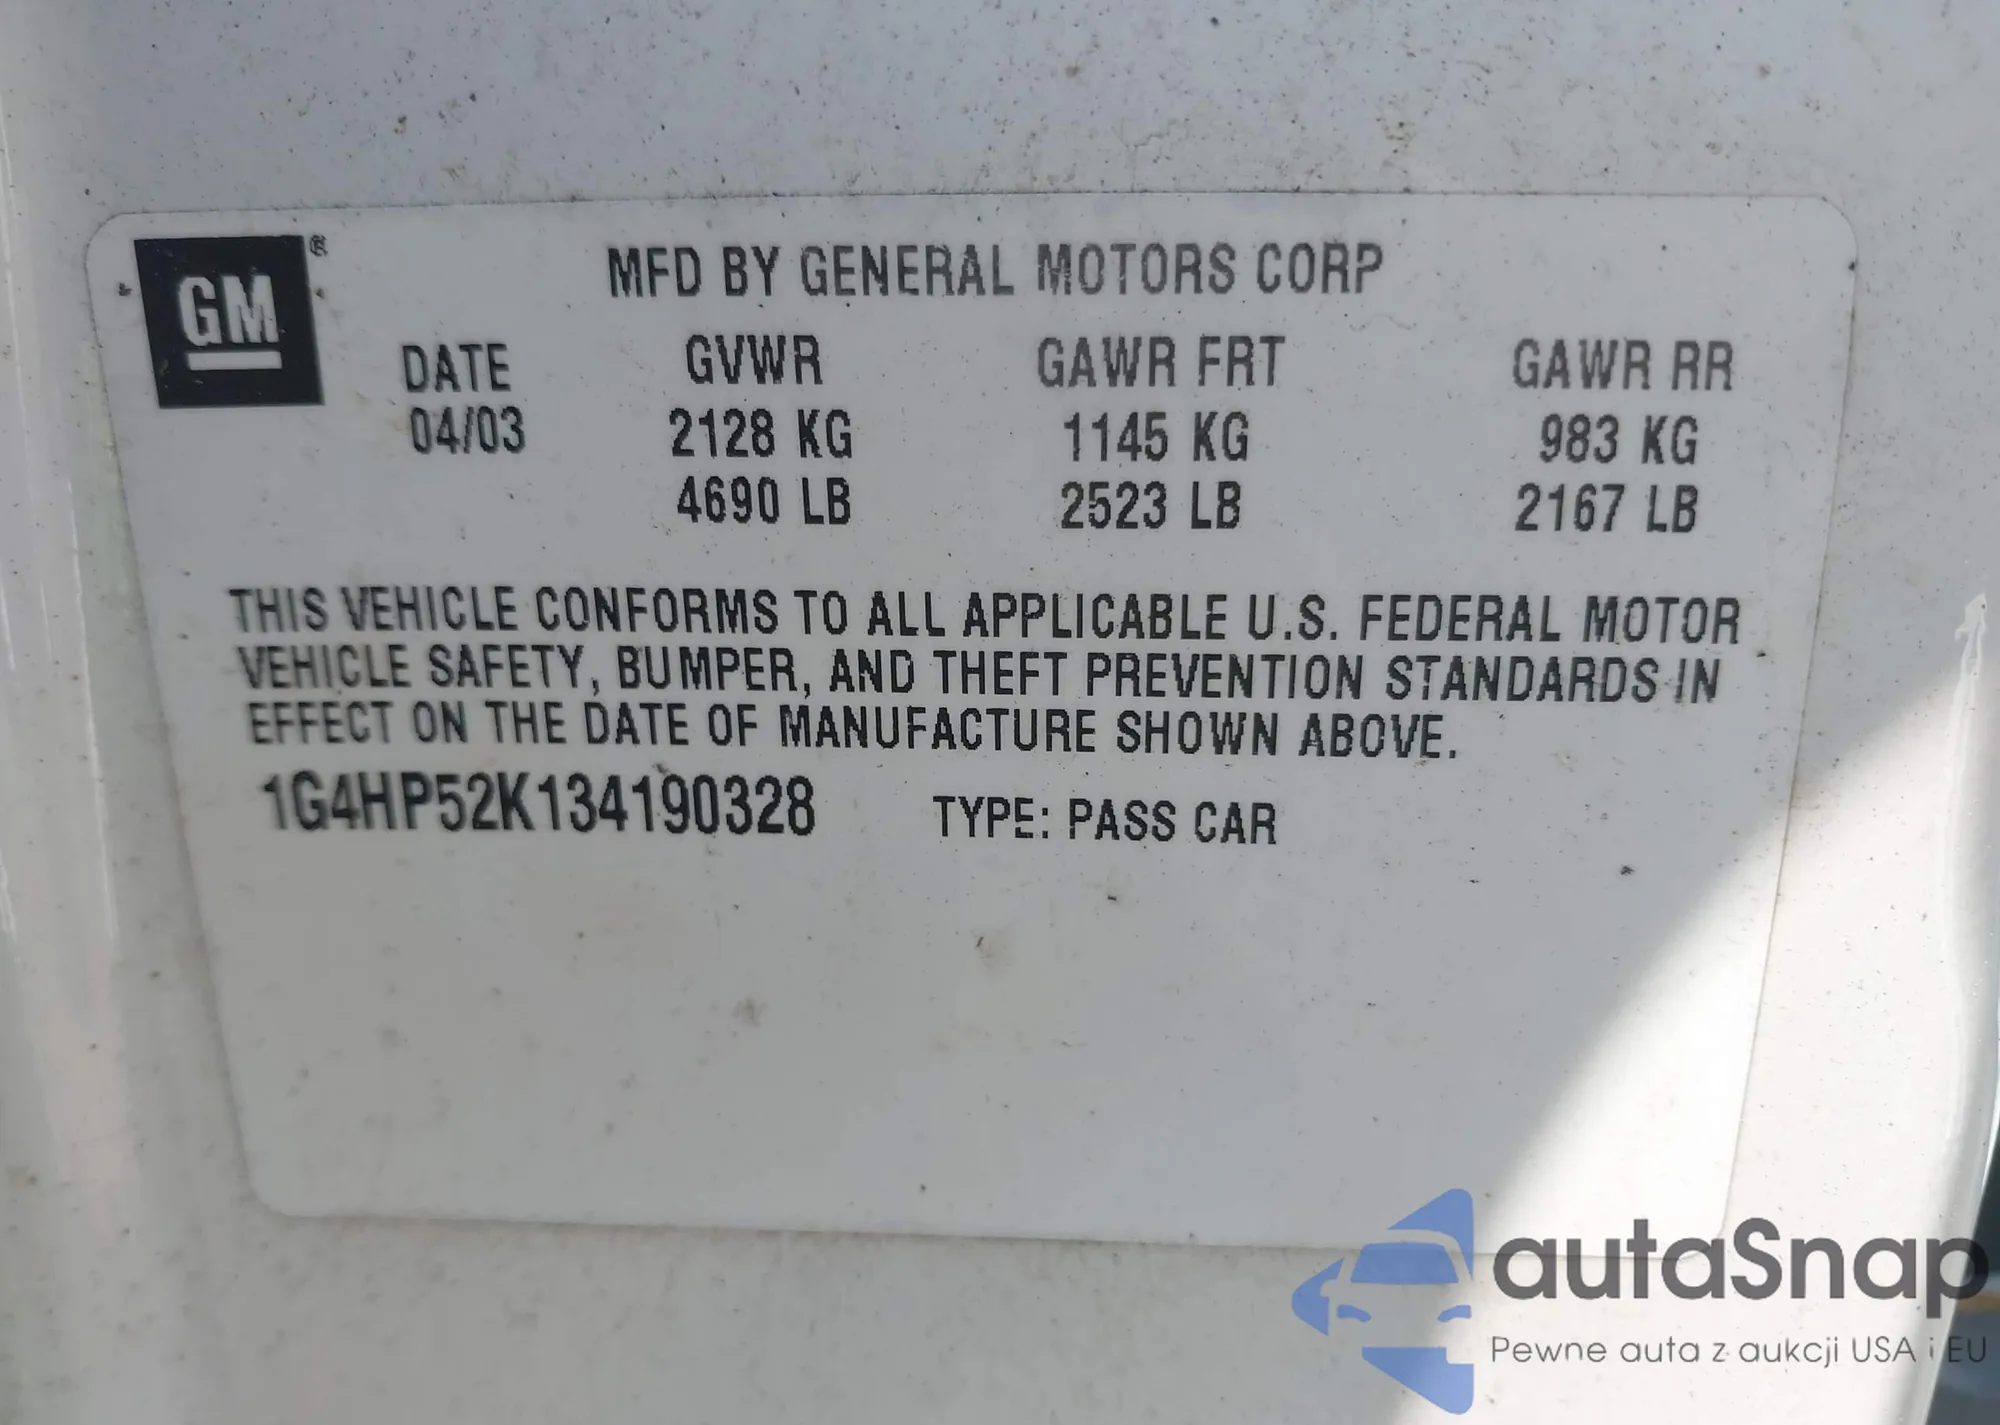 GM®
MFD BY GENERAL MOTORS CORP
DATE GVWR GAWR FRT GAWR RR
04/03 2128 KG 1145 KG 983 KG
4690 LB 2523 LB 2167 LB
THIS VEHICLE CONFORMS TO ALL APPLICABLE U.S. FEDERAL MOTOR
VEHICLE SAFETY, BUMPER, AND THEFT PREVENTION STANDARDS IN
EFFECT ON THE DATE OF MANUFACTURE SHOWN ABOVE.
1G4HP52K134190328 TYPE: PASS CAR
autaSnap
Pewne auta z aukcji USA i EU